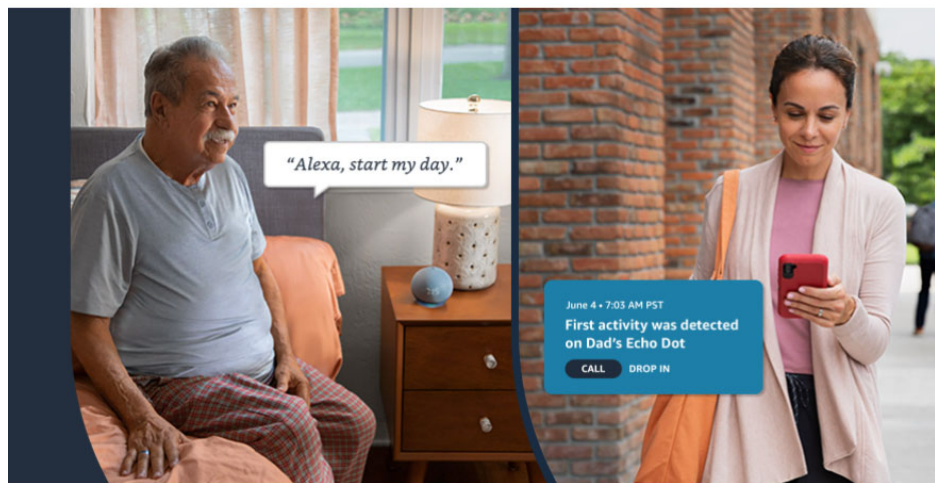 “Alexa, start my day.”
June 4 • 7:03 AM PST
First activity was detected
on Dad's Echo Dot
CALL DROP IN